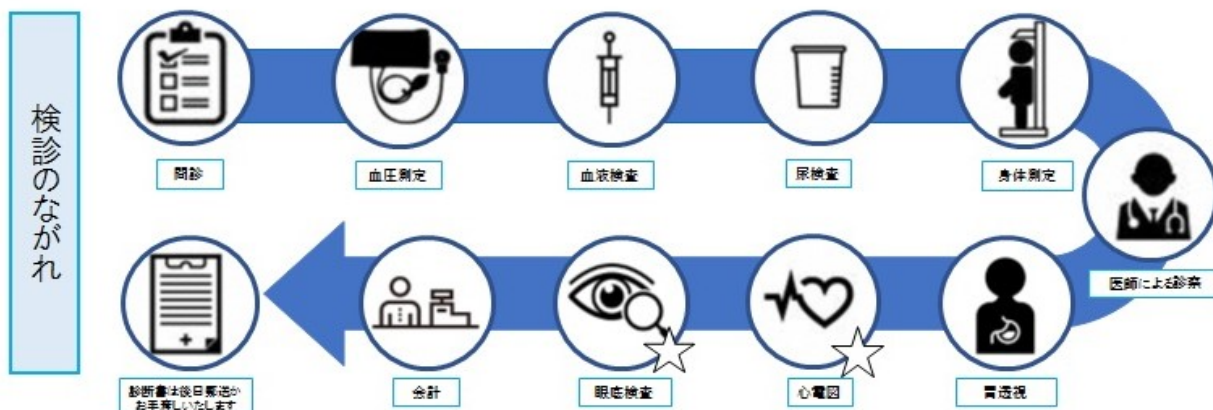 検診のながれ
問診
血圧測定
血液検査
尿検査
身体測定
医師による診察
胃透視
心電図
眼底検査
会計
診断書は後日郵送か
お手渡しいたします